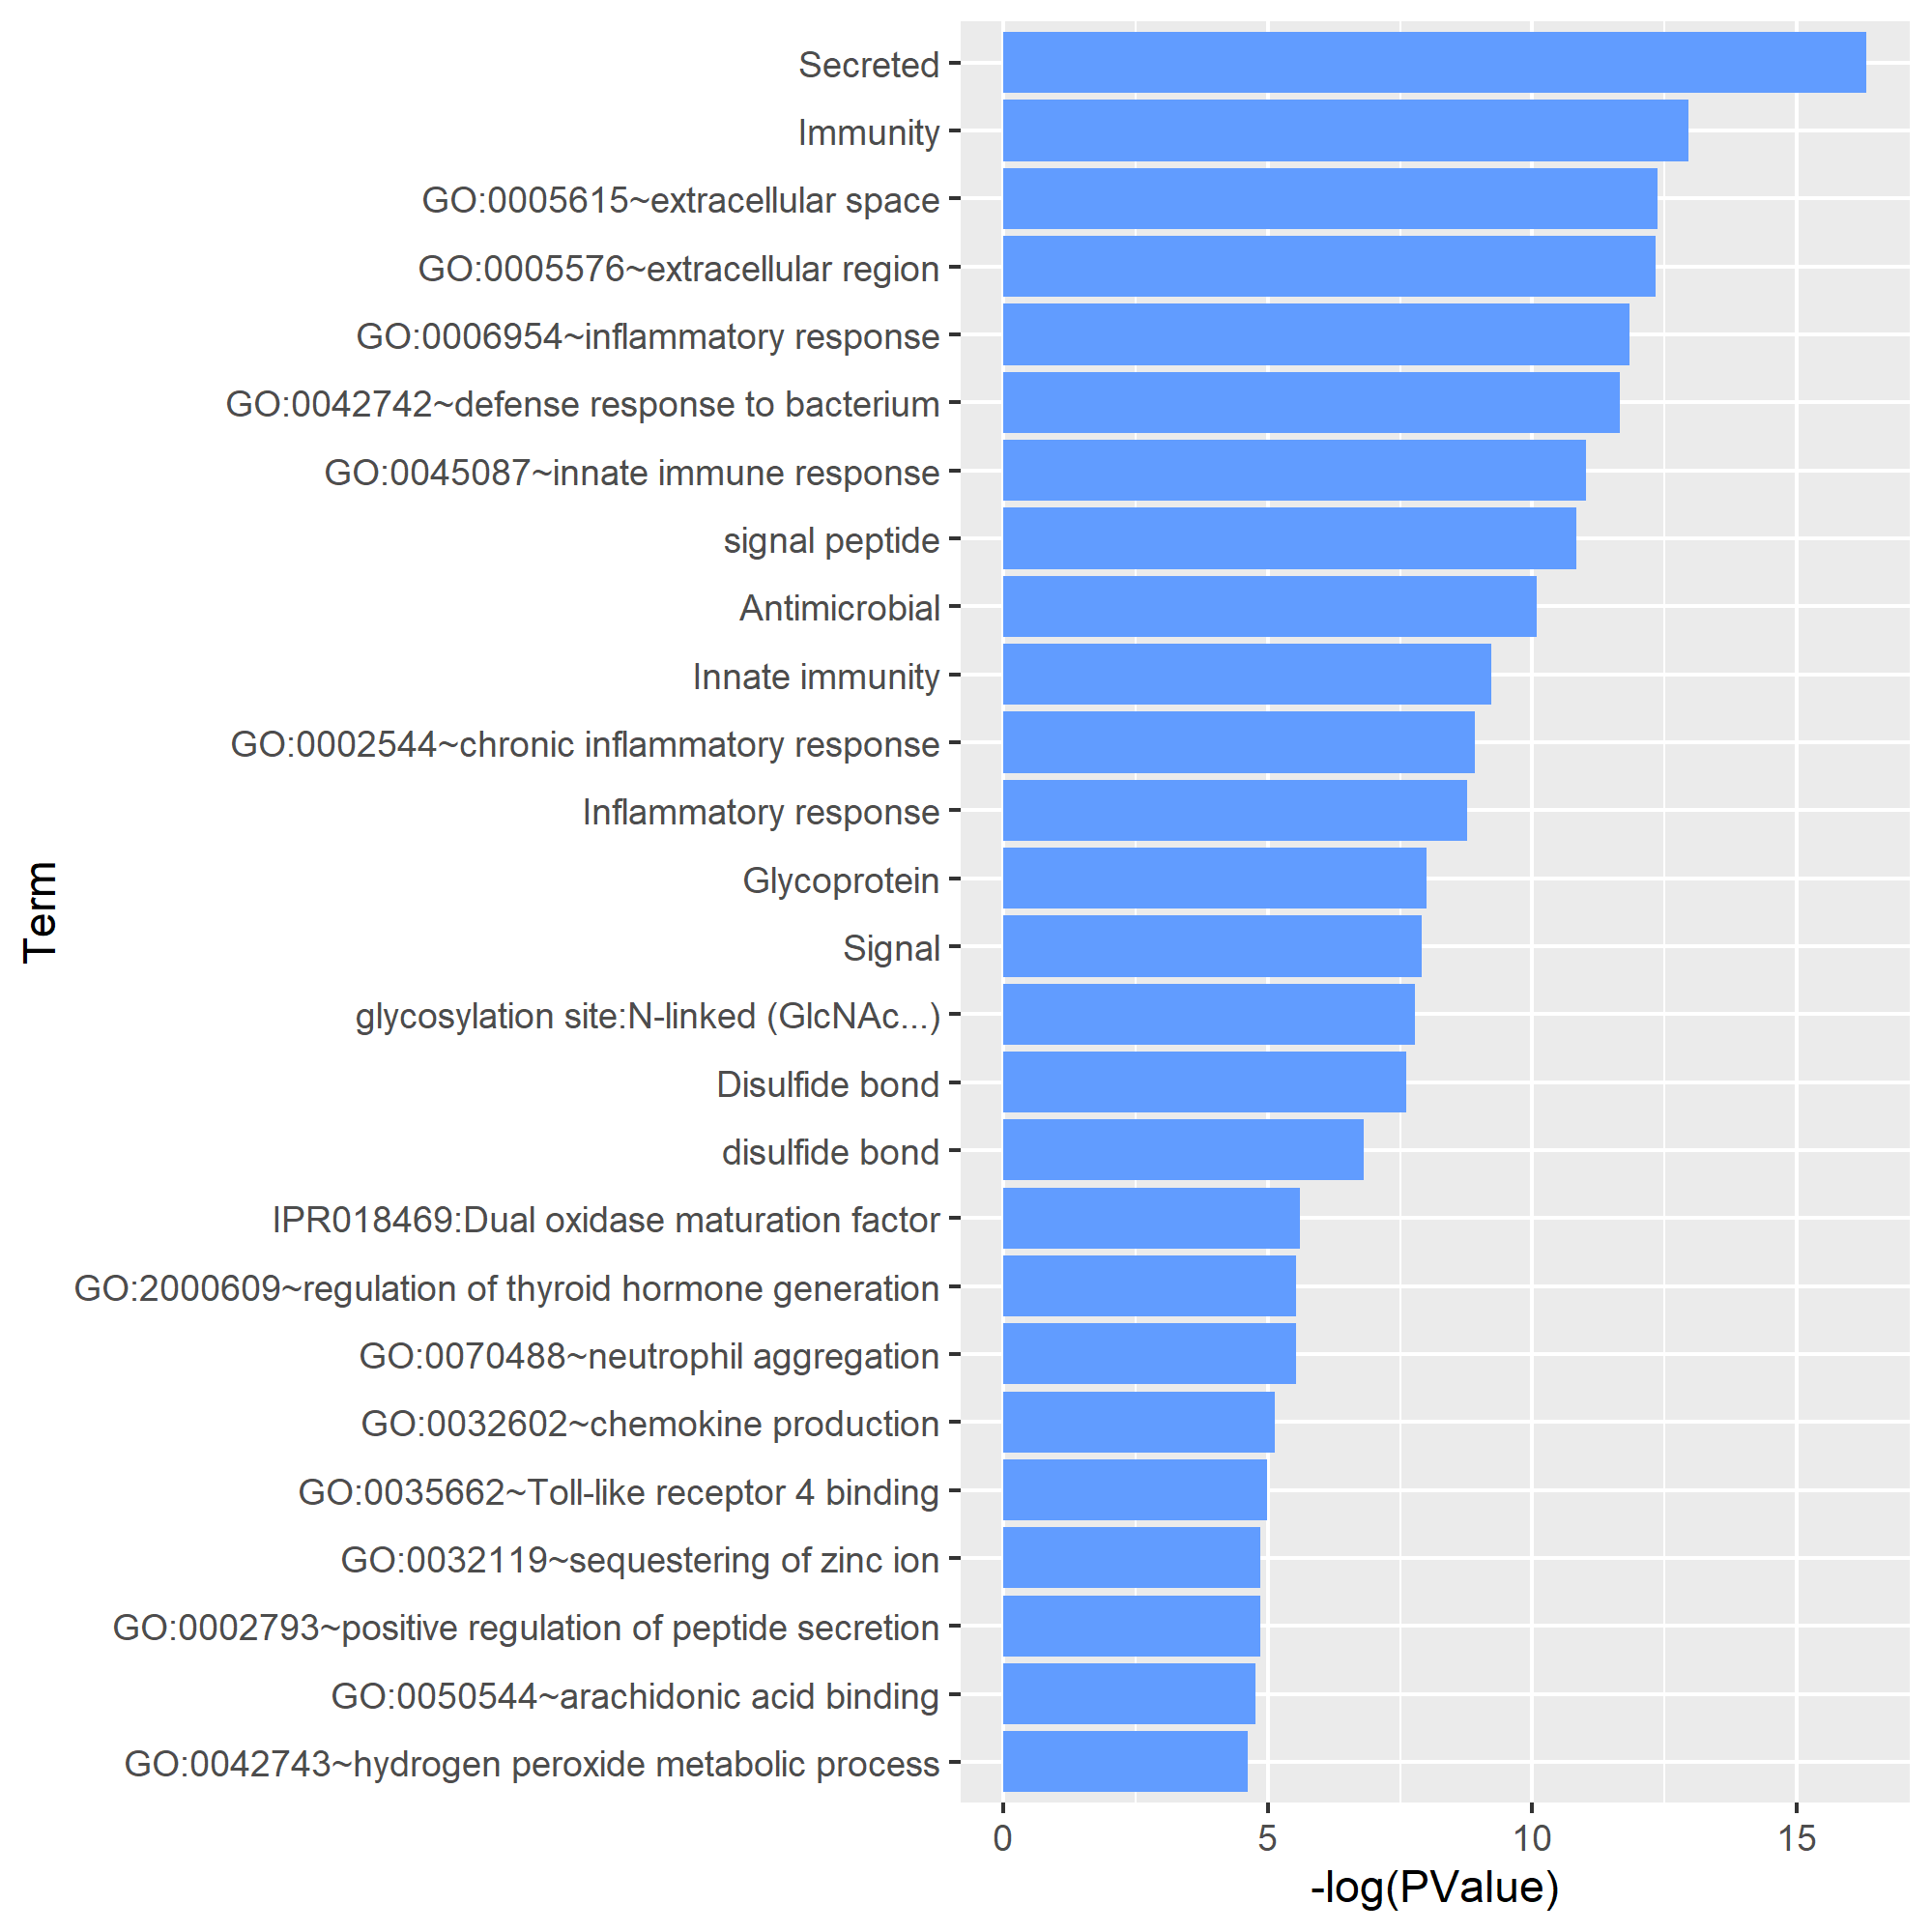 Secreted
Immunity
GO:0005615~extracellular space
GO:0005576~extracellular region
GO:0006954~inflammatory response
GO:0042742~defense response to bacterium
GO:0045087~innate immune response
signal peptide
Antimicrobial
Innate immunity
GO:0002544~chronic inflammatory response
Inflammatory response
Glycoprotein
Signal
glycosylation site:N-linked (GlcNAc...)
Disulfide bond
disulfide bond
IPR018469:Dual oxidase maturation factor
GO:2000609~regulation of thyroid hormone generation
GO:0070488~neutrophil aggregation
GO:0032602~chemokine production
GO:0035662~Toll-like receptor 4 binding
GO:0032119~sequestering of zinc ion
GO:0002793~positive regulation of peptide secretion
GO:0050544~arachidonic acid binding
GO:0042743~hydrogen peroxide metabolic process
Term
0 5 10 15
-log(PValue)